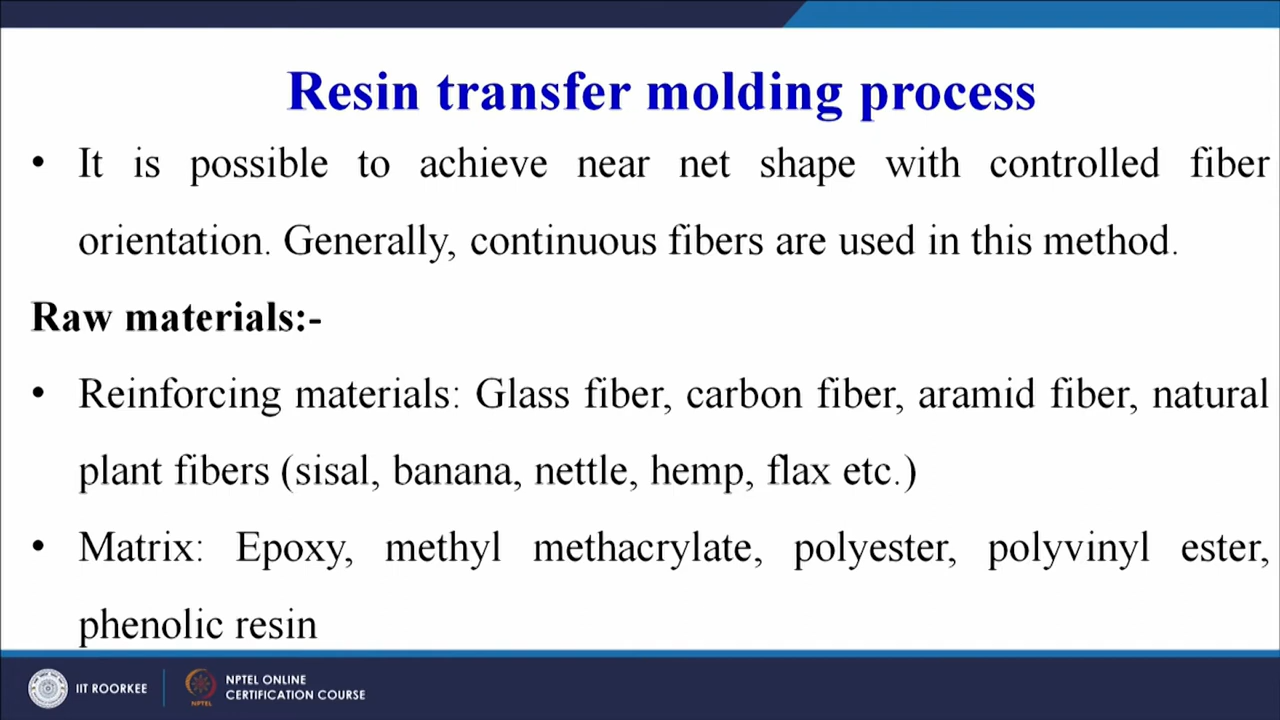 Resin transfer molding process
• It is possible to achieve near net shape with controlled fiber
orientation. Generally, continuous fibers are used in this method.
Raw materials:-
• Reinforcing materials: Glass fiber, carbon fiber, aramid fiber, natural
plant fibers (sisal, banana, nettle, hemp, flax etc.)
• Matrix: Epoxy, methyl methacrylate, polyester, polyvinyl ester,
phenolic resin
IIT ROORKEE
NPTEL
NPTEL ONLINE
CERTIFICATION COURSE